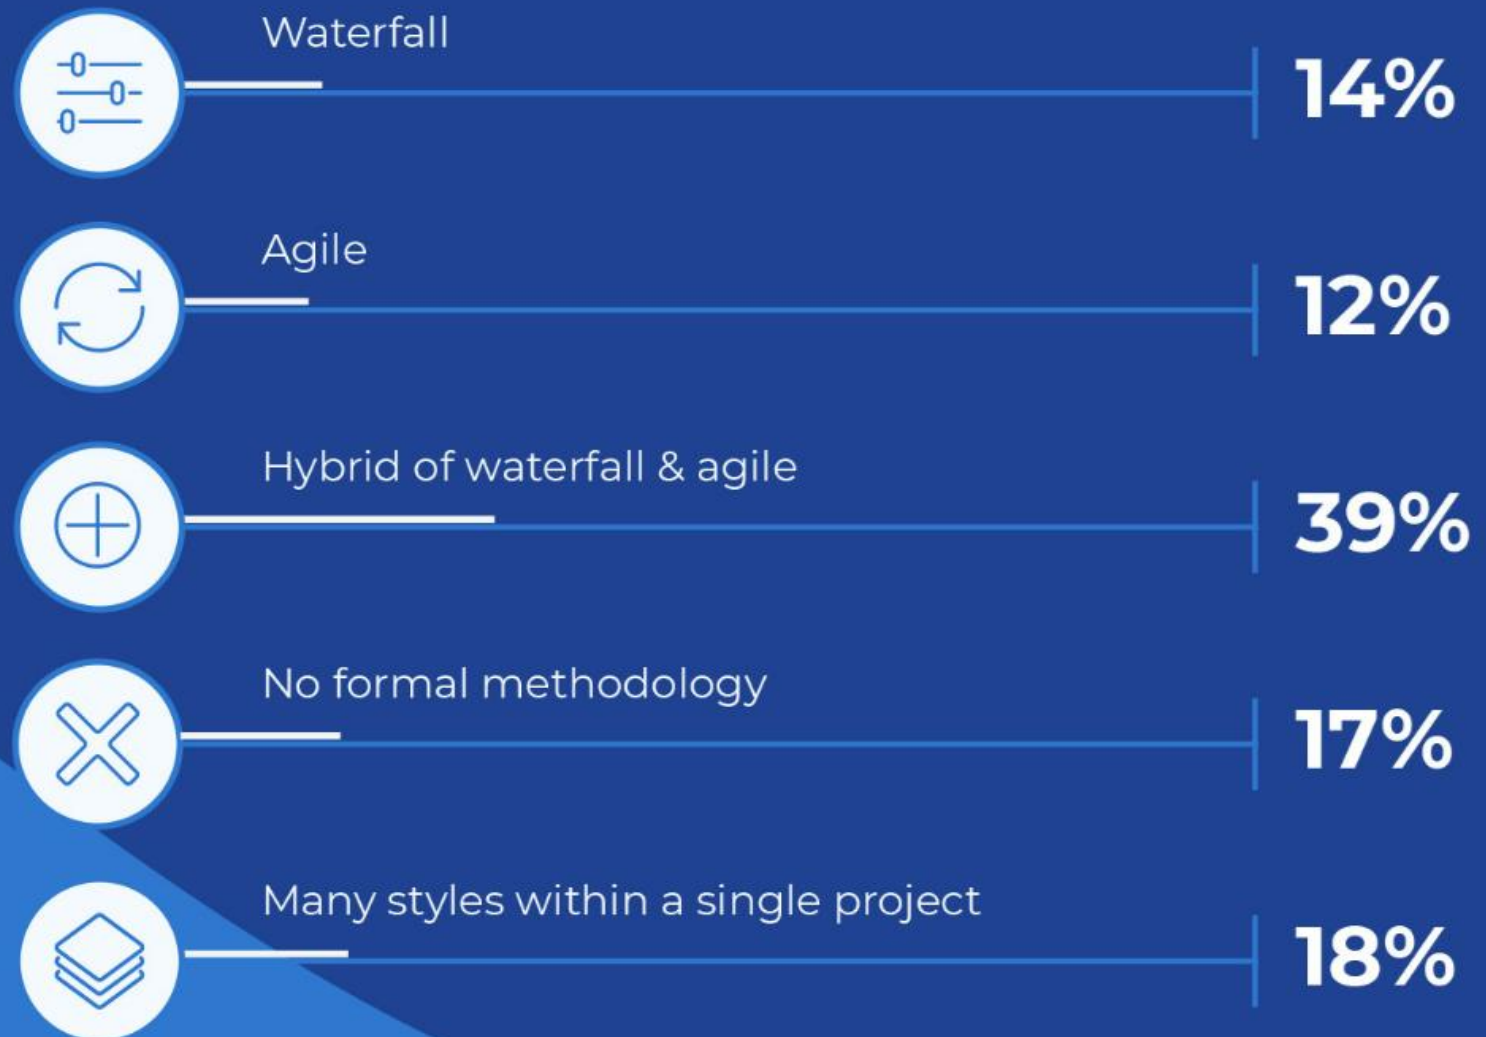 Waterfall
14%
Agile
12%
Hybrid of waterfall & agile
39%
No formal methodology
17%
Many styles within a single project
18%